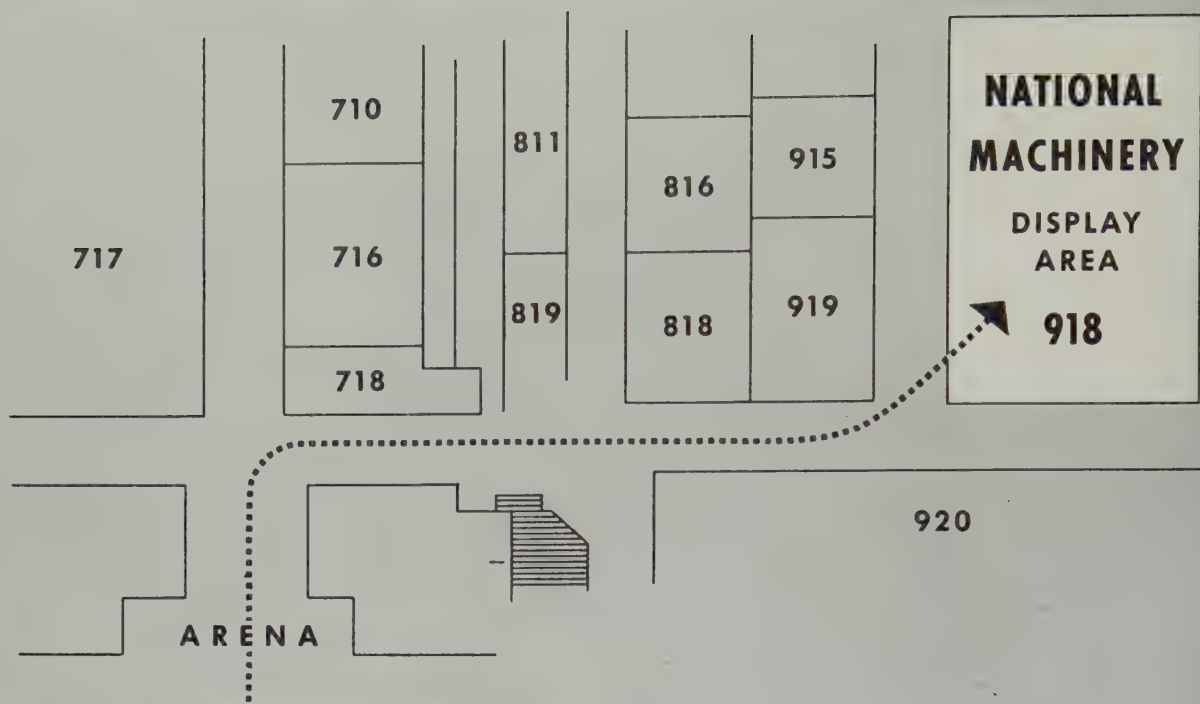 710
811
NATIONAL
MACHINERY
915
816
DISPLAY
AREA
717
716
819
818
919
918
718
920
ARENA